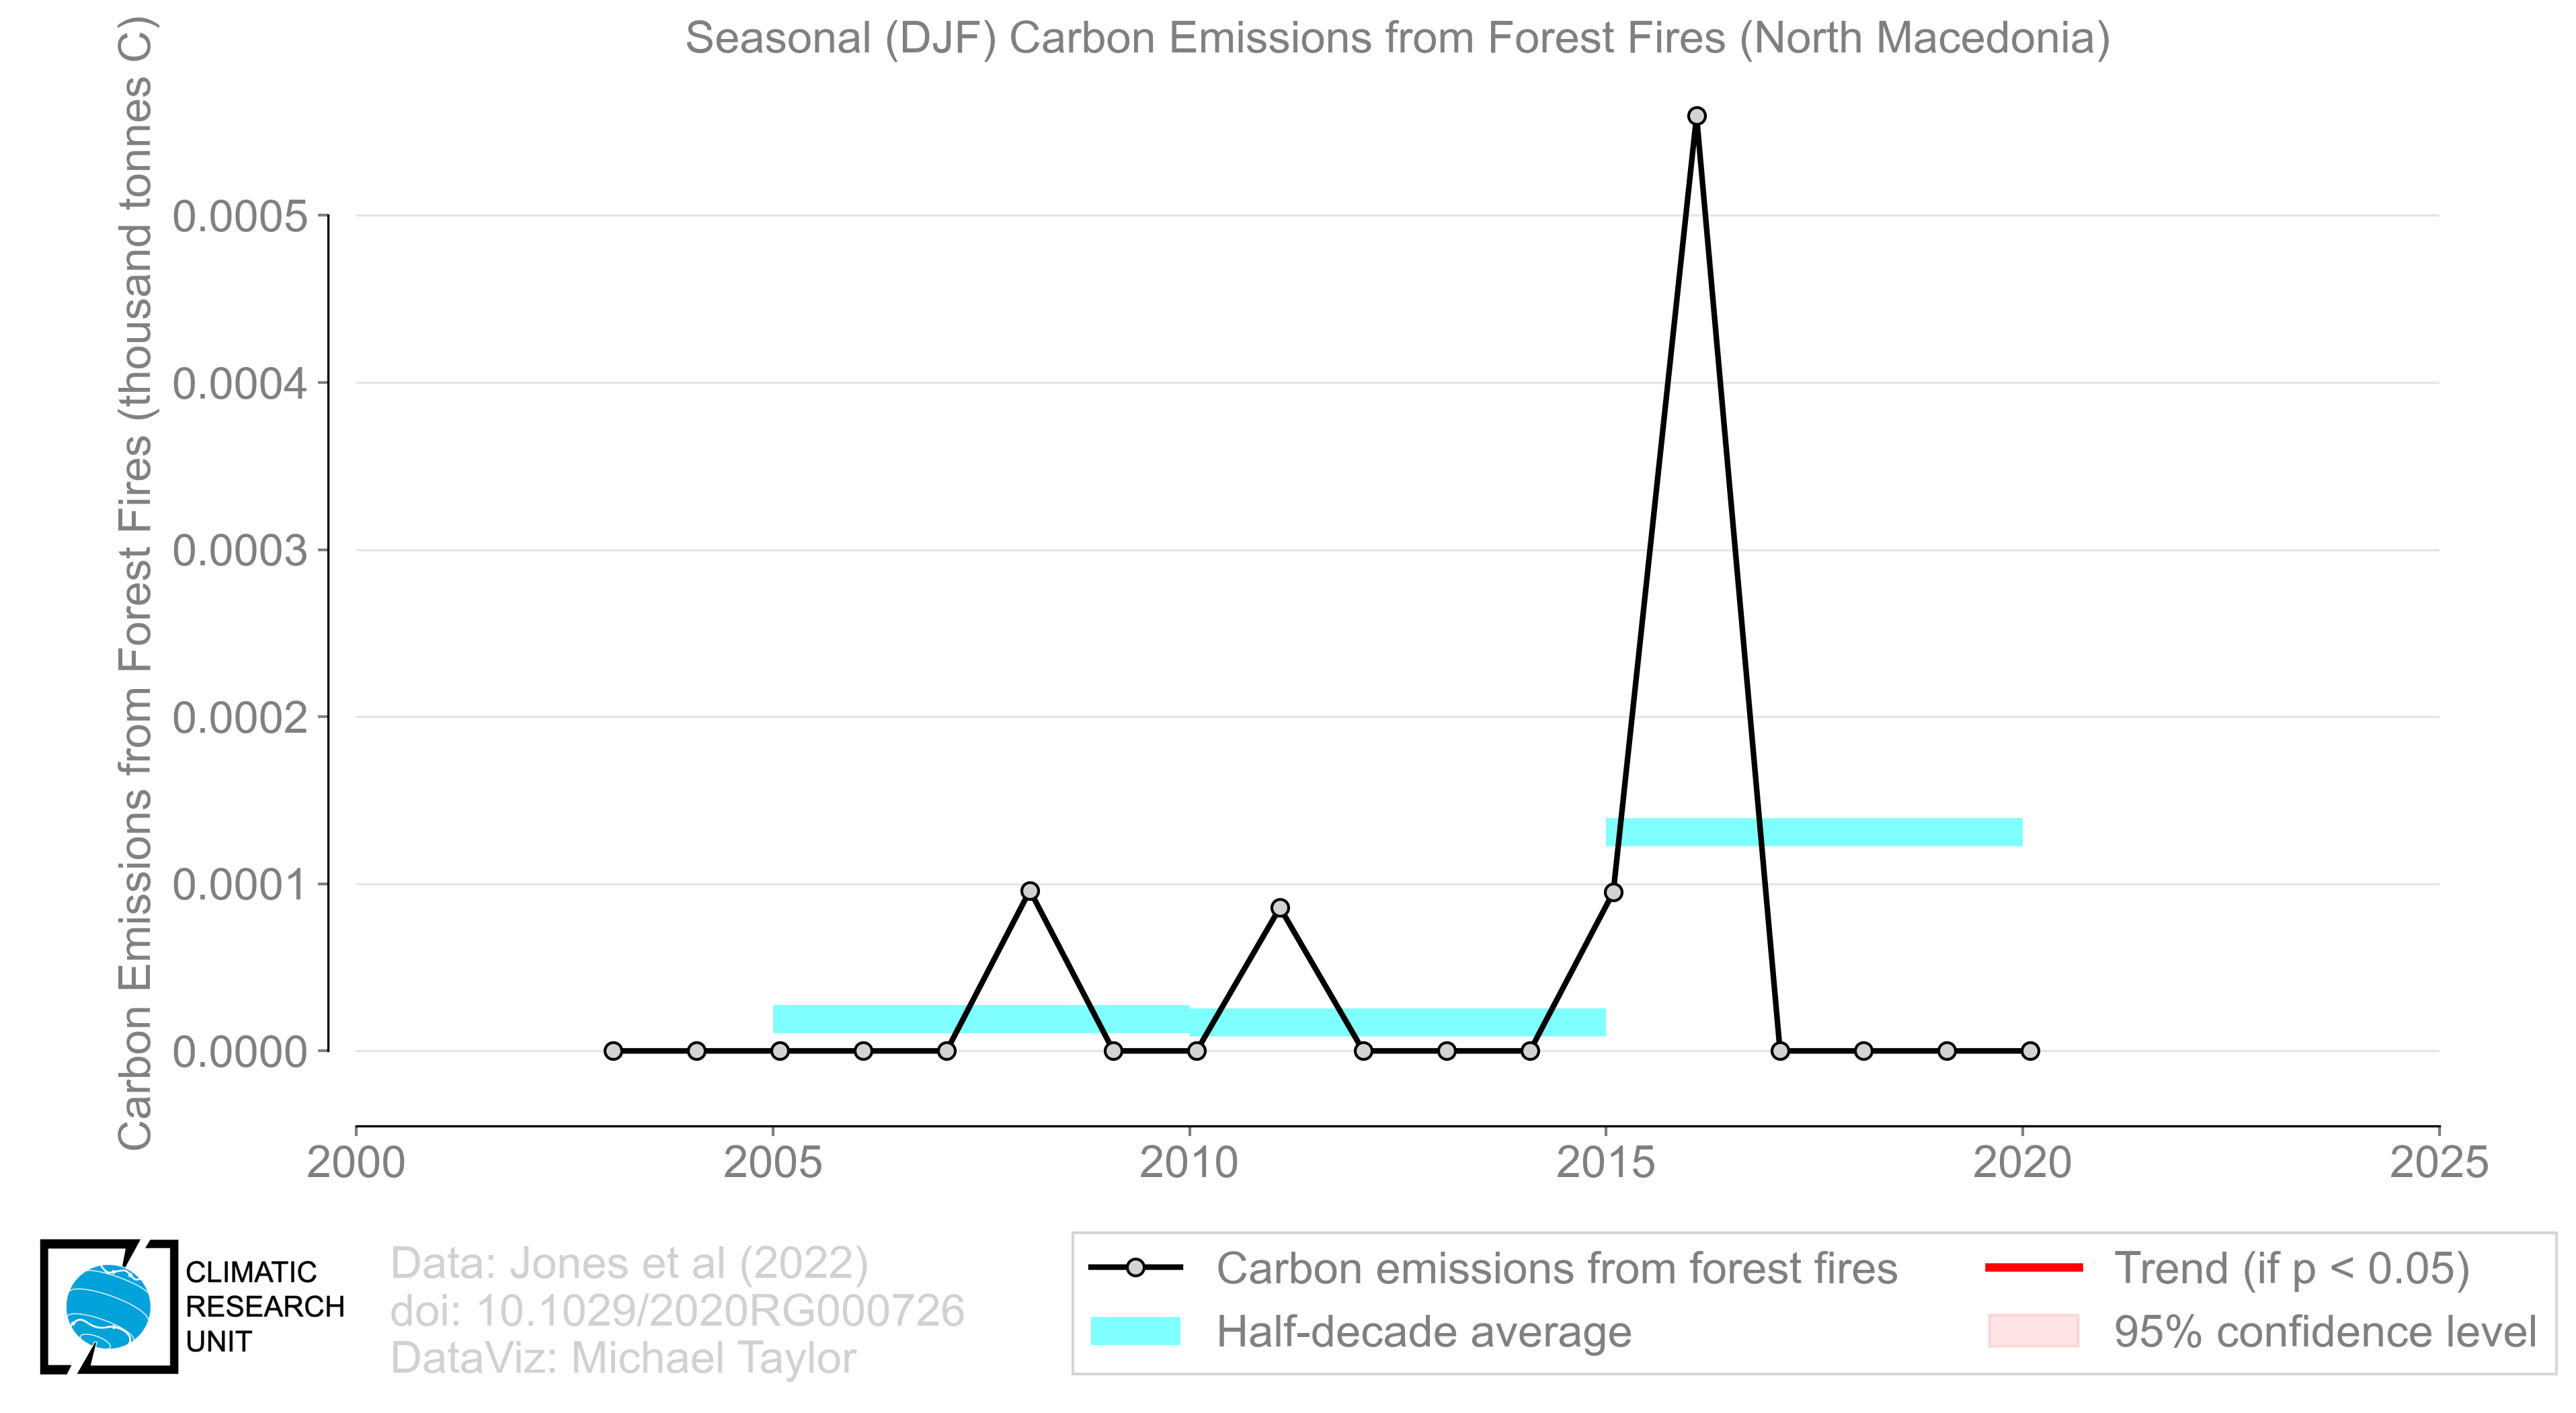 Seasonal (DJF) Carbon Emissions from Forest Fires (North Macedonia)
Carbon Emissions from Forest Fires (thousand tonnes C)
0.0005
0.0004
0.0003
0.0002
0.0001
0.0000
2000
2005
2010
2015
2020
2025
CLIMATIC
RESEARCH
UNIT
Data: Jones et al (2022)
doi: 10.1029/2020RG000726
DataViz: Michael Taylor
Carbon emissions from forest fires
Half-decade average
Trend (if p < 0.05)
95% confidence level